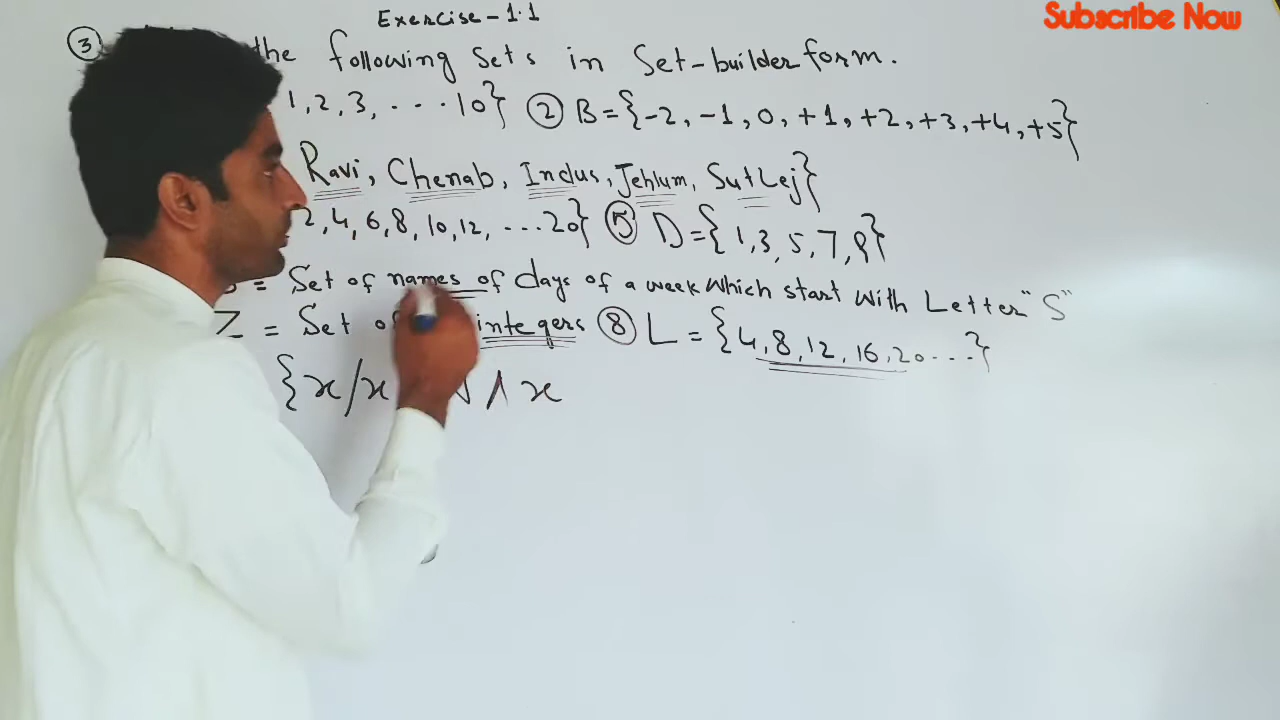 Exercise-1.1
Subscribe Now
③ the following sets in Set-builder form.
1, 2, 3, ...10} ② B={-2, -1, 0, +1, +2, +3, +4, +5}
Ravi, Chenab, Indus, Jehlum, Sutlej}
2, 4, 6, 8, 10, 12, ...20} ⑤ D={1, 3, 5, 7, 9}
= Set of names of days of a week which start with Letter "S"
Z = Set of integers ⑧ L = {4, 8, 12, 16, 20...}
{x/x ∧ x